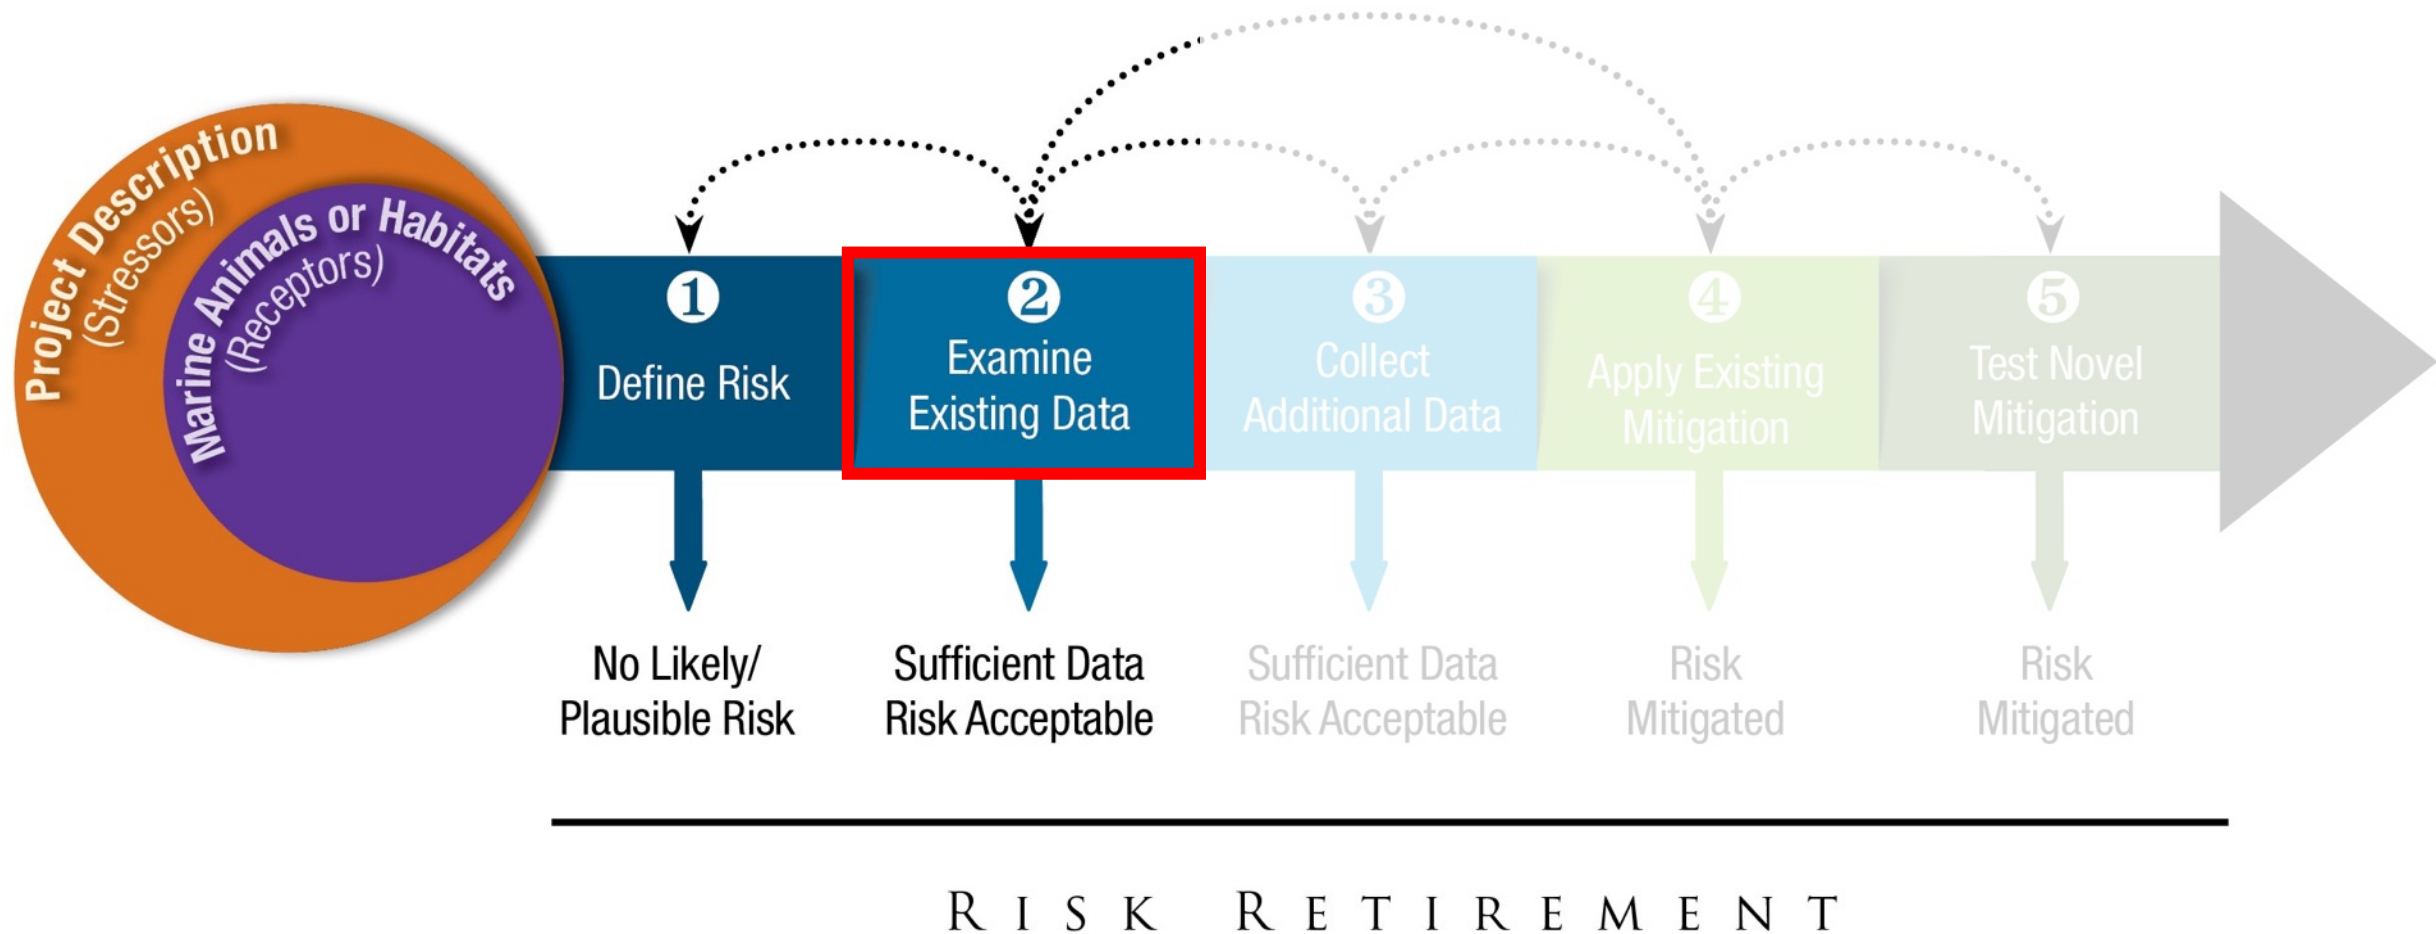 Project Description
(Stressors)
Marine Animals or Habitats
(Receptors)
1
Define Risk
2
Examine
Existing Data
3
Collect
Additional Data
4
Apply Existing
Mitigation
5
Test Novel
Mitigation
No Likely/
Plausible Risk
Sufficient Data
Risk Acceptable
Sufficient Data
Risk Acceptable
Risk
Mitigated
Risk
Mitigated
RISK RETIREMENT